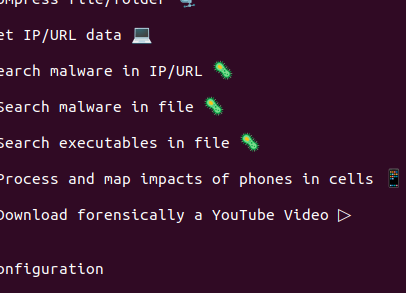 ompress file/folder 🗜️
et IP/URL data 💻
earch malware in IP/URL 🦠
Search malware in file 🦠
Search executables in file 🦠
Process and map impacts of phones in cells 📱
Download forensically a YouTube Video ▷
onfiguration